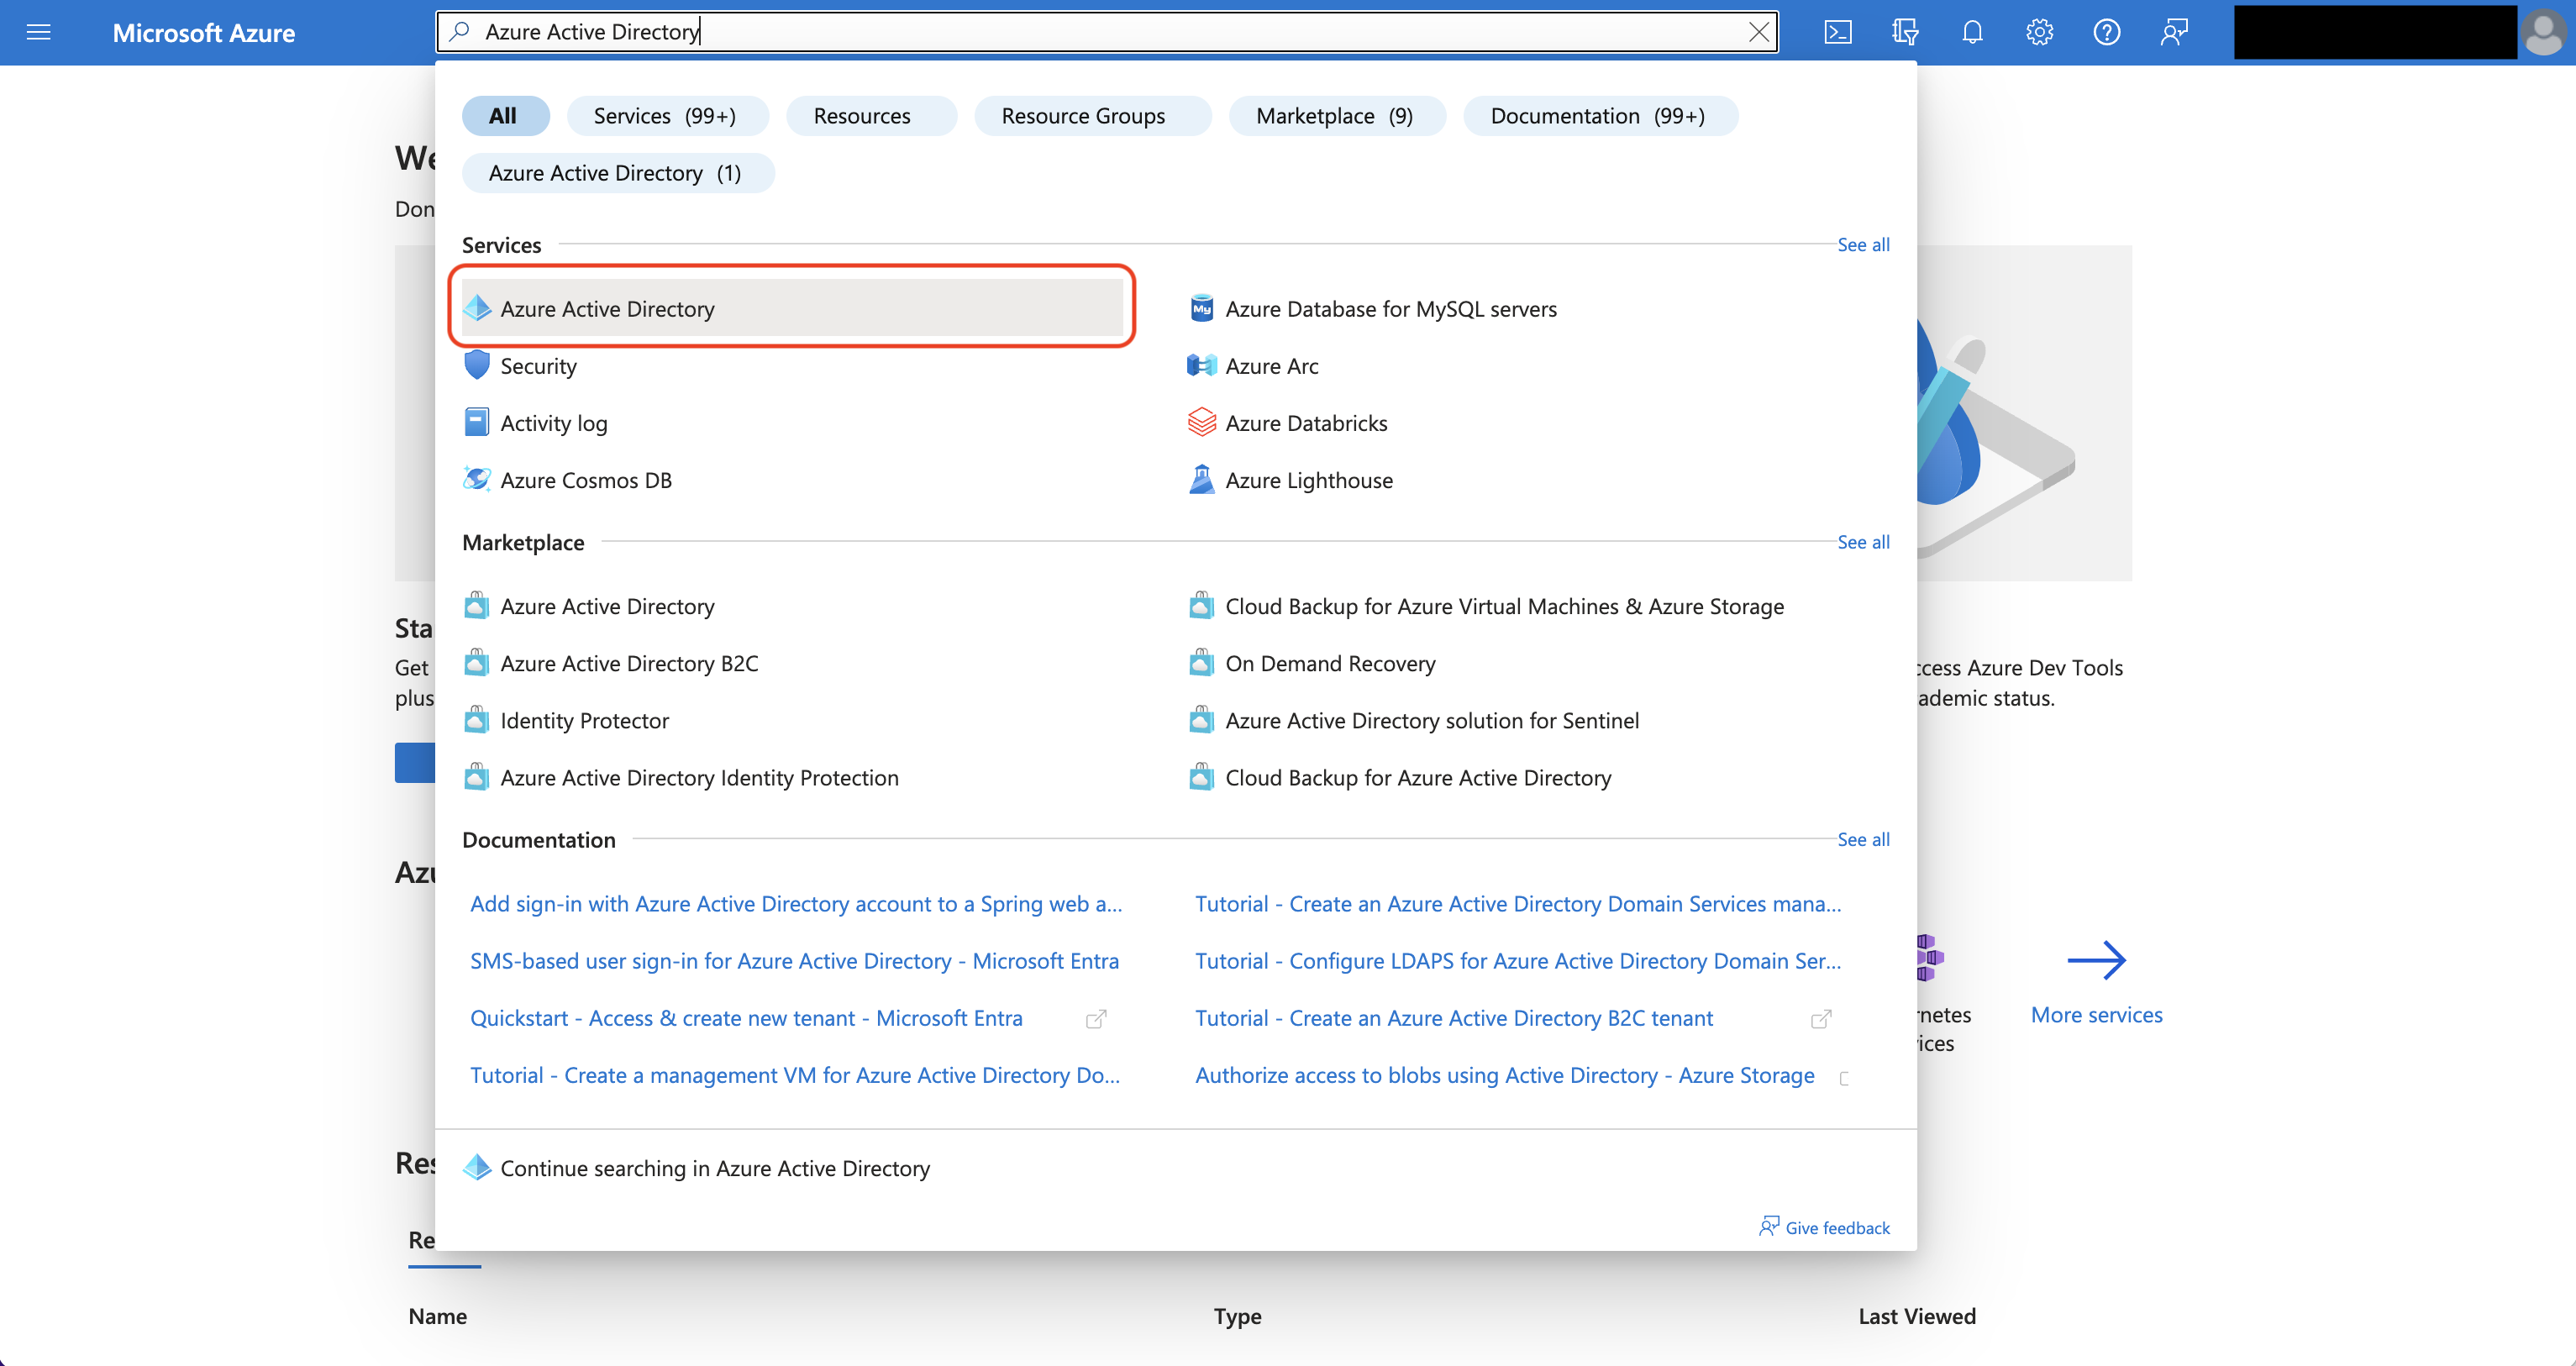 Microsoft Azure
Azure Active Directory
All
Services (99+)
Resources
Resource Groups
Marketplace (9)
Documentation (99+)
Azure Active Directory (1)
We
Don
Services
See all
Azure Active Directory
Azure Database for MySQL servers
My
Security
Azure Arc
Activity log
Azure Databricks
Azure Cosmos DB
Azure Lighthouse
Marketplace
See all
Azure Active Directory
Cloud Backup for Azure Virtual Machines & Azure Storage
Azure Active Directory B2C
On Demand Recovery
Identity Protector
Azure Active Directory solution for Sentinel
Azure Active Directory Identity Protection
Cloud Backup for Azure Active Directory
Sta
Get
plus
ccess Azure Dev Tools
ademic status.
Documentation
See all
Azu
Add sign-in with Azure Active Directory account to a Spring web a...
Tutorial - Create an Azure Active Directory Domain Services mana...
SMS-based user sign-in for Azure Active Directory - Microsoft Entra
Tutorial - Configure LDAPS for Azure Active Directory Domain Ser...
Quickstart - Access & create new tenant - Microsoft Entra
Tutorial - Create an Azure Active Directory B2C tenant
Tutorial - Create a management VM for Azure Active Directory Do...
Authorize access to blobs using Active Directory - Azure Storage
rnetes
vices
More services
Continue searching in Azure Active Directory
Give feedback
Res
Re
Name
Type
Last Viewed